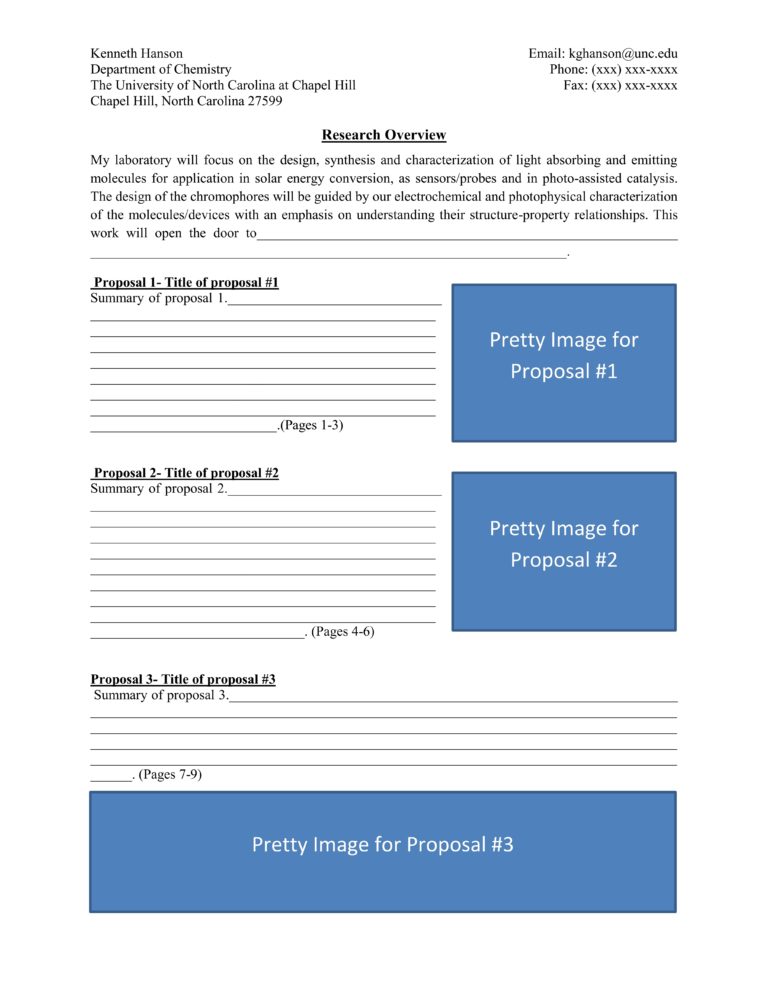 Kenneth Hanson
Email: kghanson@unc.edu
Department of Chemistry
Phone: (xxx) xxx-xxxx
The University of North Carolina at Chapel Hill
Fax: (xxx) xxx-xxxx
Chapel Hill, North Carolina 27599
Research Overview
My laboratory will focus on the design, synthesis and characterization of light absorbing and emitting
molecules for application in solar energy conversion, as sensors/probes and in photo-assisted catalysis.
The design of the chromophores will be guided by our electrochemical and photophysical characterization
of the molecules/devices with an emphasis on understanding their structure-property relationships. This
work will open the door to
.
Proposal 1- Title of proposal #1
Summary of proposal 1.
.(Pages 1-3)
Pretty Image for
Proposal #1
Proposal 2- Title of proposal #2
Summary of proposal 2.
. (Pages 4-6)
Pretty Image for
Proposal #2
Proposal 3- Title of proposal #3
Summary of proposal 3.
. (Pages 7-9)
Pretty Image for Proposal #3